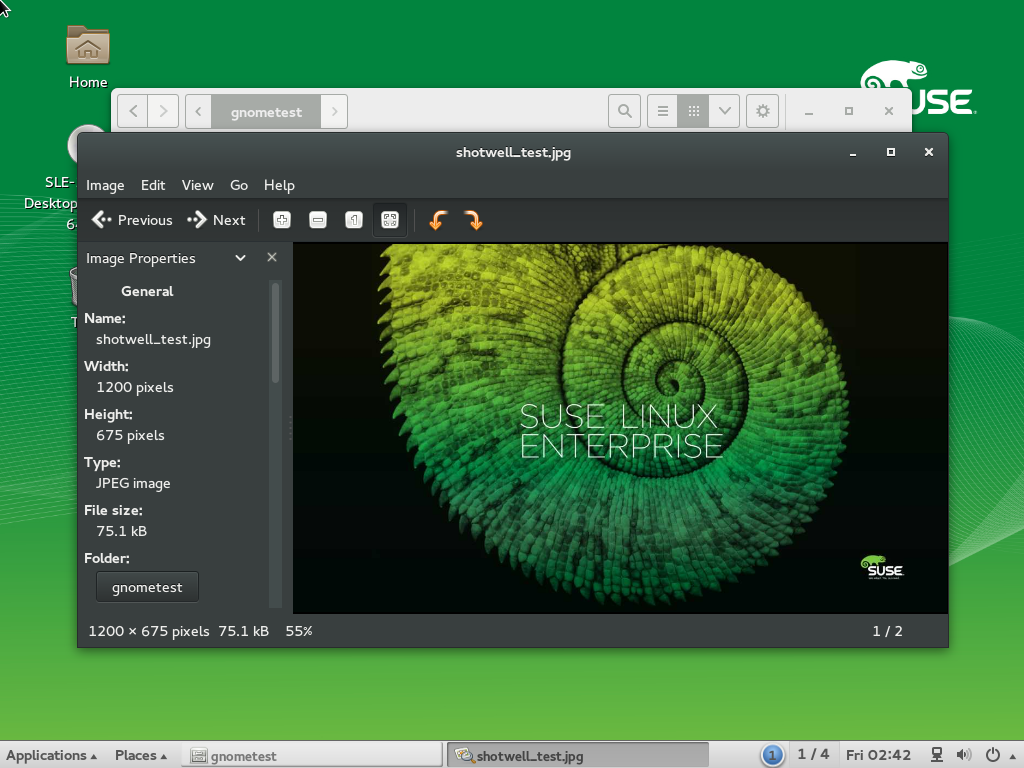 Home
gnometest
USE
SLE-
Desktop
6
shotwell_test.jpg
Image Edit View Go Help
Previous Next
Image Properties
General
Name:
shotwell_test.jpg
Width:
1200 pixels
Height:
675 pixels
Type:
JPEG image
File size:
75.1 kB
Folder:
gnometest
SUSE LINUX
ENTERPRISE
SUSE
1200 × 675 pixels 75.1 kB 55% 1 / 2
Applications Places gnometest shotwell_test.jpg 1 1 / 4 Fri 02:42